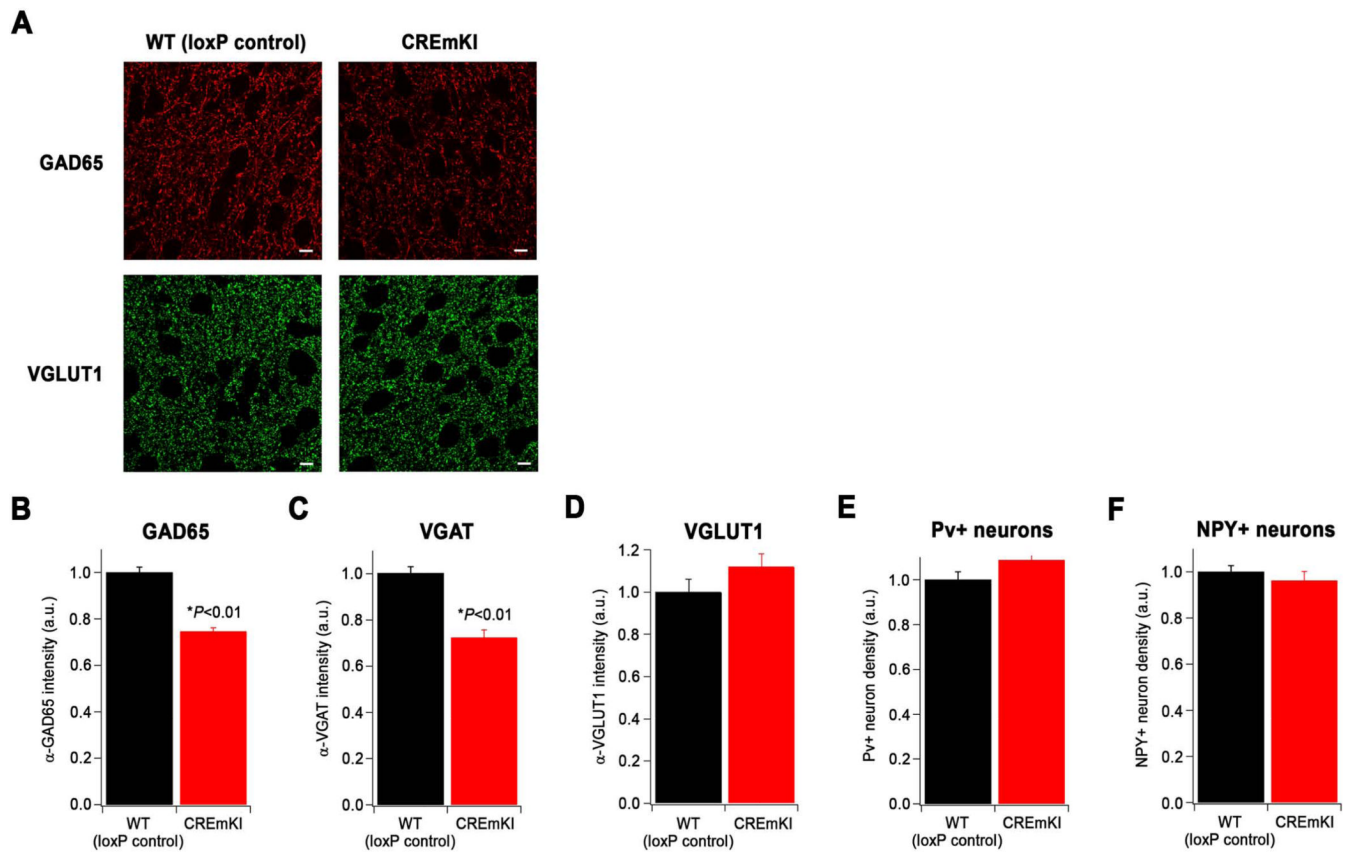 A
WT (loxP control)
CREmKI
GAD65
VGLUT1
B
GAD65
α-GAD65 intensity (a.u.)
1.0
0.8
0.6
0.4
0.2
0.0
*P<0.01
WT
(loxP control)
CREmKI
C
VGAT
α-VGAT intensity (a.u.)
1.0
0.8
0.6
0.4
0.2
0.0
*P<0.01
WT
(loxP control)
CREmKI
D
VGLUT1
α-VGLUT1 intensity (a.u.)
1.2
1.0
0.8
0.6
0.4
0.2
0.0
WT
(loxP control)
CREmKI
E
Pv+ neurons
Pv+ neuron density (a.u.)
1.0
0.8
0.6
0.4
0.2
0.0
WT
(loxP control)
CREmKI
F
NPY+ neurons
NPY+ neuron density (a.u.)
1.0
0.8
0.6
0.4
0.2
0.0
WT
(loxP control)
CREmKI